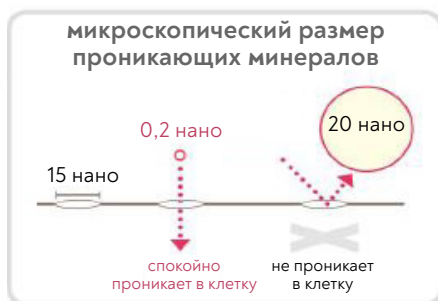 микроскопический размер
проникающих минералов
0,2 нано
20 нано
15 нано
спокойно
проникает в клетку
не проникает
в клетку